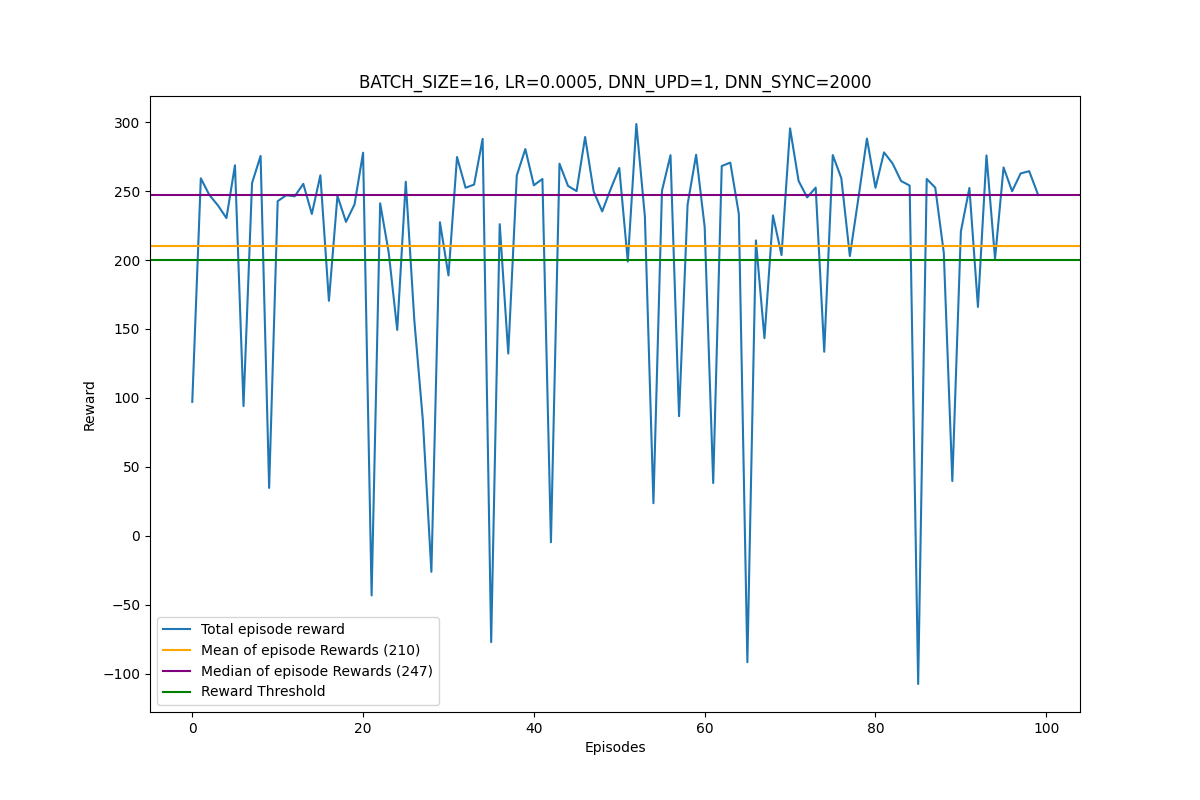 BATCH_SIZE=16, LR=0.0005, DNN_UPD=1, DNN_SYNC=2000
300
250
200
150
100
50
0
−50
−100
Reward
Total episode reward
Mean of episode Rewards (210)
Median of episode Rewards (247)
Reward Threshold
0 20 40 60 80 100
Episodes